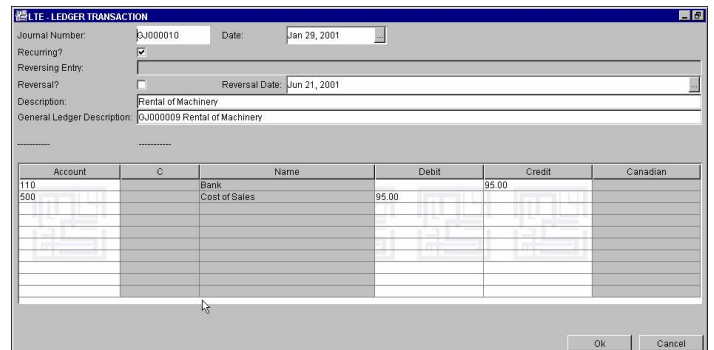 LTE - LEDGER TRANSACTION
Journal Number: GJ000010 Date: Jan 29, 2001 ...
Recurring?
Reversing Entry:
Reversal? Reversal Date: Jun 21, 2001 ...
Description: Rental of Machinery
General Ledger Description: GJ000009 Rental of Machinery
----------- -----------
Account C Name Debit Credit Canadian
110 Bank 95.00
500 Cost of Sales 95.00
Ok Cancel